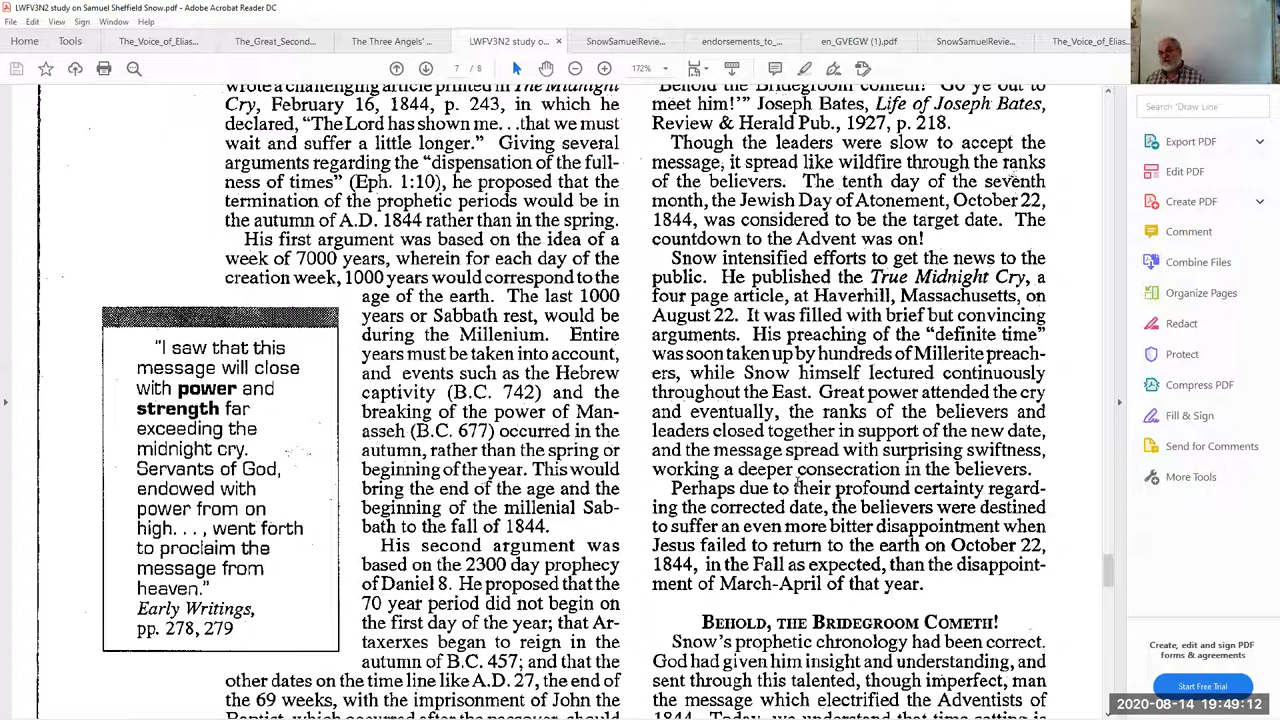 LWFV3N2 study on Samuel Sheffield Snow.pdf - Adobe Acrobat Reader DC
File Edit View Sign Window Help
Home Tools The_Voice_of_Elias... The_Great_Second... The Three Angels' ... LWFV3N2 study o... × SnowSamuelRevie... endorsements_to_... en_GVEGW (1).pdf SnowSamuelRevie... The_Voice_of_Elias...
7 / 8 172%
wrote a challenging article printed in The Midnight
Cry, February 16, 1844, p. 243, in which he
declared, “The Lord has shown me. . .that we must
wait and suffer a little longer.” Giving several
arguments regarding the “dispensation of the full-
ness of times” (Eph. 1:10), he proposed that the
termination of the prophetic periods would be in
the autumn of A.D. 1844 rather than in the spring.
His first argument was based on the idea of a
week of 7000 years, wherein for each day of the
creation week, 1000 years would correspond to the
age of the earth. The last 1000
years or Sabbath rest, would be
during the Millenium. Entire
years must be taken into account,
and events such as the Hebrew
captivity (B.C. 742) and the
breaking of the power of Man-
asseh (B.C. 677) occurred in the
autumn, rather than the spring or
beginning of the year. This would
bring the end of the age and the
beginning of the millenial Sab-
bath to the fall of 1844.
His second argument was
based on the 2300 day prophecy
of Daniel 8. He proposed that the
70 year period did not begin on
the first day of the year; that Ar-
taxerxes began to reign in the
autumn of B.C. 457; and that the
other dates on the time line like A.D. 27, the end of
the 69 weeks, with the imprisonment of John the
Baptist, which occurred after the passover, should
“I saw that this
message will close
with power and
strength far
exceeding the
midnight cry.
Servants of God,
endowed with
power from on
high. . . , went forth
to proclaim the
message from
heaven.”
Early Writings,
pp. 278, 279
Behold the Bridegroom cometh! Go ye out to
meet him!’” Joseph Bates, Life of Joseph Bates,
Review & Herald Pub., 1927, p. 218.
Though the leaders were slow to accept the
message, it spread like wildfire through the ranks
of the believers. The tenth day of the seventh
month, the Jewish Day of Atonement, October 22,
1844, was considered to be the target date. The
countdown to the Advent was on!
Snow intensified efforts to get the news to the
public. He published the True Midnight Cry, a
four page article, at Haverhill, Massachusetts, on
August 22. It was filled with brief but convincing
arguments. His preaching of the “definite time”
was soon taken up by hundreds of Millerite preach-
ers, while Snow himself lectured continuously
throughout the East. Great power attended the cry
and eventually, the ranks of the believers and
leaders closed together in support of the new date,
and the message spread with surprising swiftness,
working a deeper consecration in the believers.
Perhaps due to their profound certainty regard-
ing the corrected date, the believers were destined
to suffer an even more bitter disappointment when
Jesus failed to return to the earth on October 22,
1844, in the Fall as expected, than the disappoint-
ment of March-April of that year.
BEHOLD, THE BRIDEGROOM COMETH!
Snow’s prophetic chronology had been correct.
God had given him insight and understanding, and
sent through this talented, though imperfect, man
the message which electrified the Adventists of
1844. Today, we understand that time setting is
Search 'Draw Line'
Export PDF
Edit PDF
Create PDF
Comment
Combine Files
Organize Pages
Redact
Protect
Compress PDF
Fill & Sign
Send for Comments
More Tools
Create, edit and sign PDF
forms & agreements
Start Free Trial
2020-08-14 19:49:12